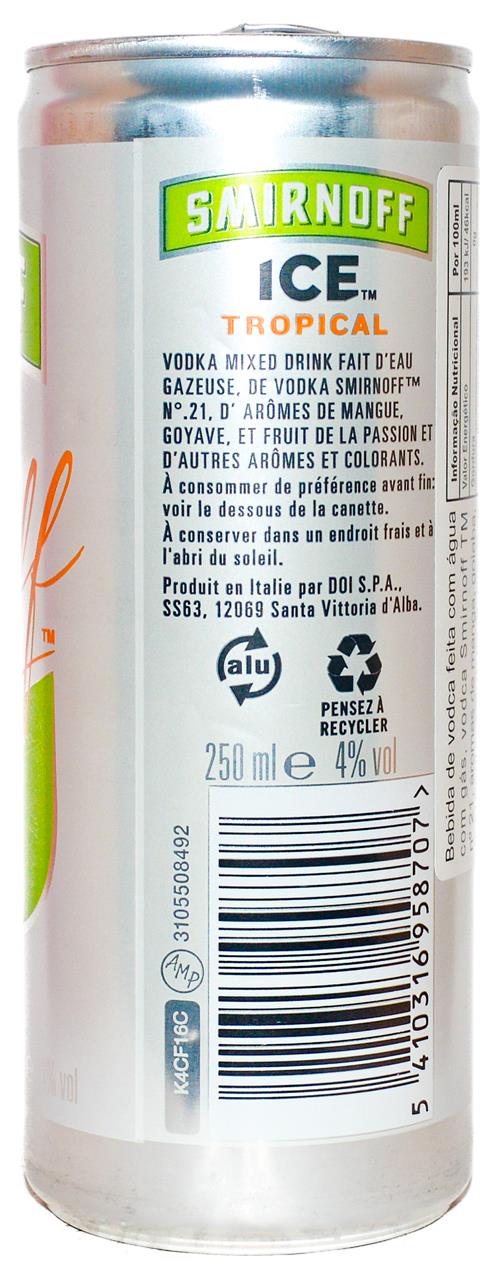 SMIRNOFF
ICE™
TROPICAL
VODKA MIXED DRINK FAIT D'EAU
GAZEUSE, DE VODKA SMIRNOFF™
N°.21, D' ARÔMES DE MANGUE,
GOYAVE, ET FRUIT DE LA PASSION ET
D'AUTRES ARÔMES ET COLORANTS.
À consommer de préférence avant fin:
voir le dessous de la canette.
À conserver dans un endroit frais et à
l'abri du soleil.
Produit en Italie par DOI S.P.A.,
SS63, 12069 Santa Vittoria d'Alba.
alu
PENSEZ À
RECYCLER
250 ml e 4% vol
5 410316 958707 >
3105508492
AMP
K4CF16C
Informação Nutricional Por 100ml
Valor Energético 193 kJ/ 46kcal
Bebida de vodca feita com água
com gás, vodca Smirnoff TM
TM
% vol